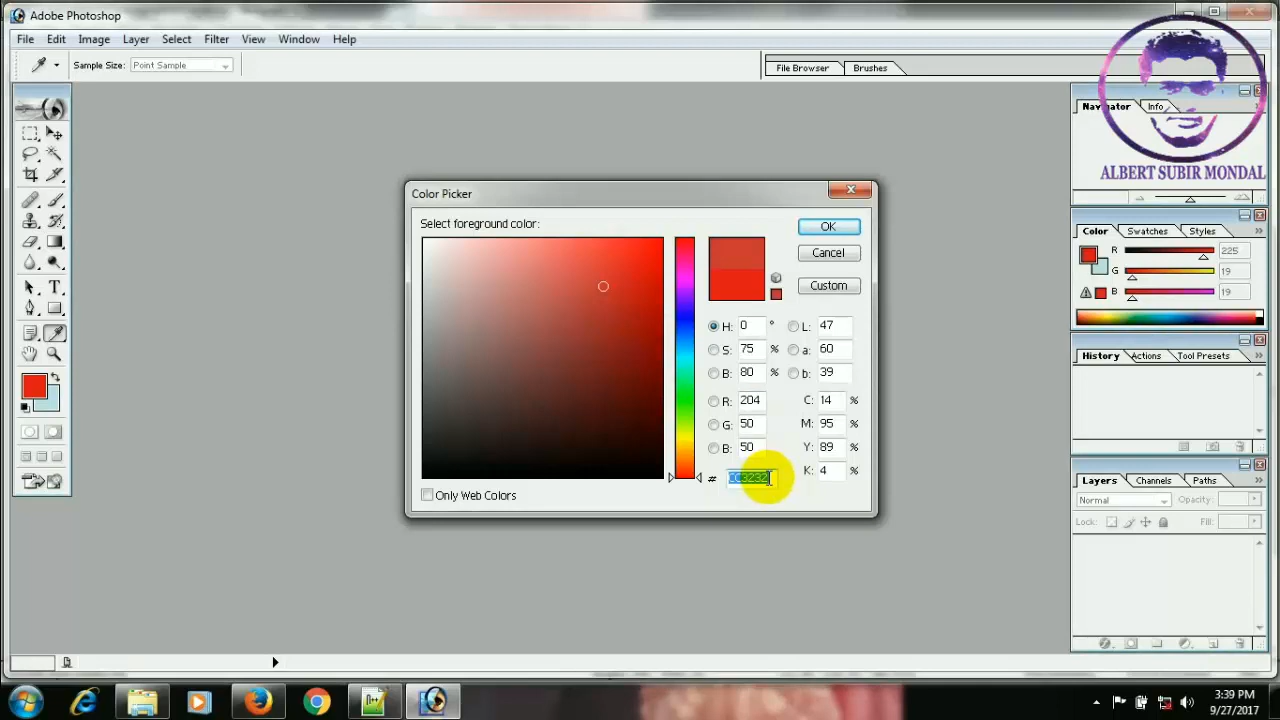 Adobe Photoshop
File Edit Image Layer Select Filter View Window Help
Sample Size: Point Sample
File Browser Brushes
Navigator Info
ALBERT SUBIR MONDAL
Color Picker
Select foreground color:
OK
Cancel
Custom
H: 0 ° L: 47
S: 75 % a: 60
B: 80 % b: 39
R: 204 C: 14 %
G: 50 M: 95 %
B: 50 Y: 89 %
K: 4 %
# CC3232
Only Web Colors
Color Swatches Styles
R 225
G 19
B 19
History Actions Tool Presets
Layers Channels Paths
Normal Opacity:
Lock: Fill:
3:39 PM
9/27/2017